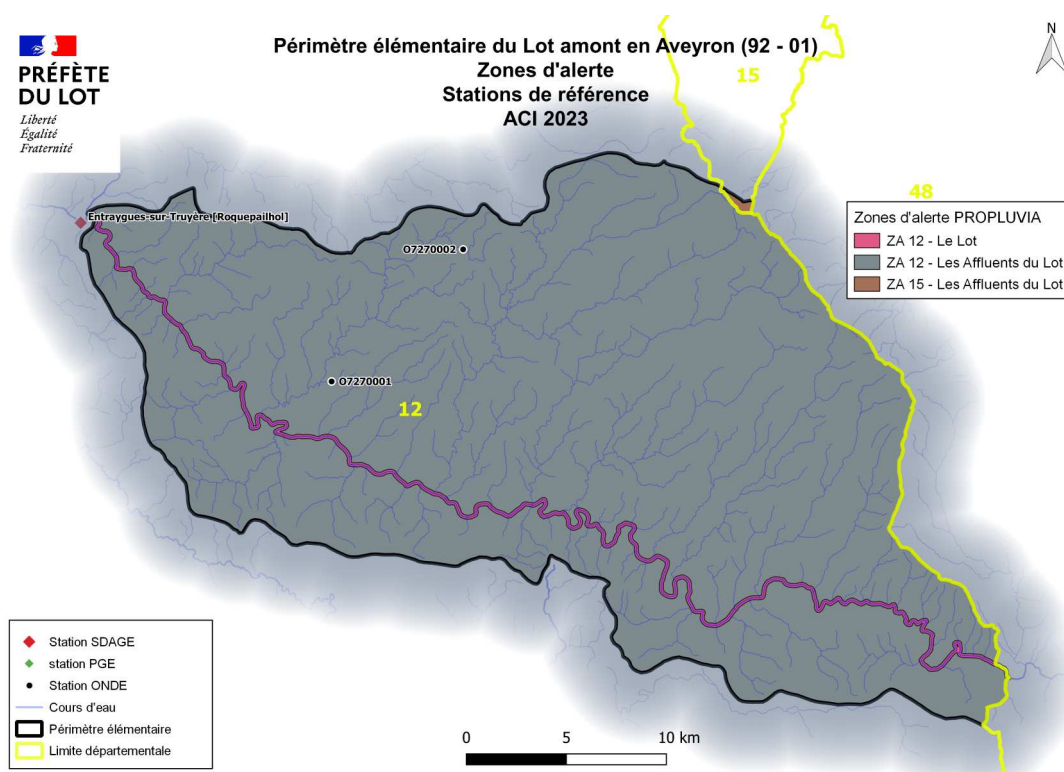 PRÉFÈTE
DU LOT
Liberté
Égalité
Fraternité
Périmètre élémentaire du Lot amont en Aveyron (92 - 01)
Zones d'alerte
Stations de référence
ACI 2023
N
15
48
Zones d'alerte PROPLUVIA
ZA 12 - Le Lot
ZA 12 - Les Affluents du Lot
ZA 15 - Les Affluents du Lot
Entraygues-sur-Truyère [Roquepailhol]
O7270002
O7270001
12
Station SDAGE
station PGE
Station ONDE
Cours d'eau
Périmètre élémentaire
Limite départementale
0 5 10 km